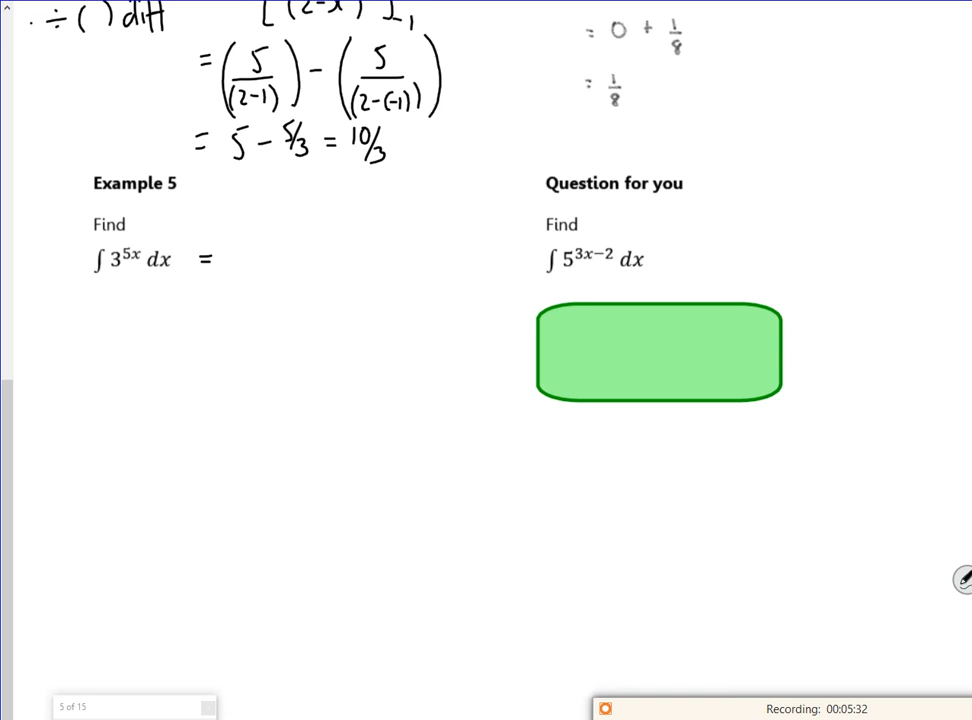 · ÷ ( ) diff [ (2-x) ]₋₁
= (5/(2-1)) - (5/(2-(-1)))
= 5 - 5/3 = 10/3
= 0 + 1/8
= 1/8
Example 5
Find
∫ 3^{5x} dx =
Question for you
Find
∫ 5^{3x−2} dx
5 of 15
Recording: 00:05:32